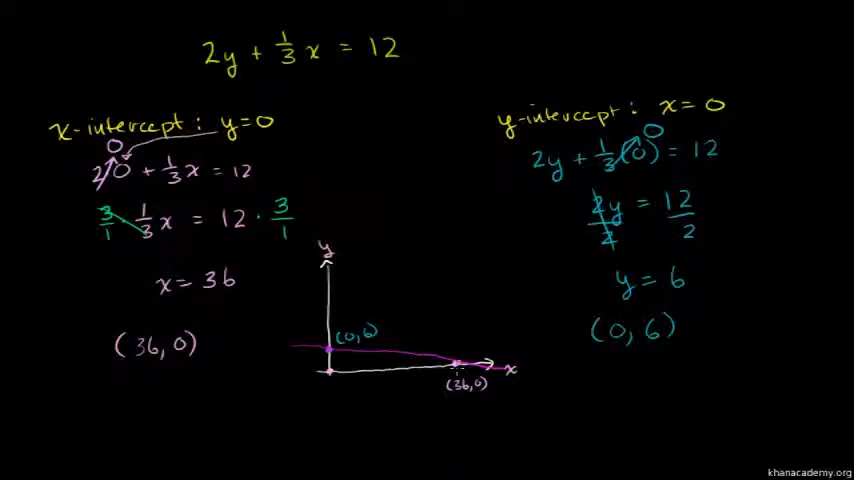 2y + 1/3 x = 12
x-intercept: y=0
0
2·0 + 1/3 x = 12
3/1 · 1/3 x = 12 · 3/1
x = 36
(36, 0)
y
(0,6)
x
(36,0)
y-intercept: x=0
0
2y + 1/3 (0) = 12
2y/2 = 12/2
y = 6
(0, 6)
khanacademy.org